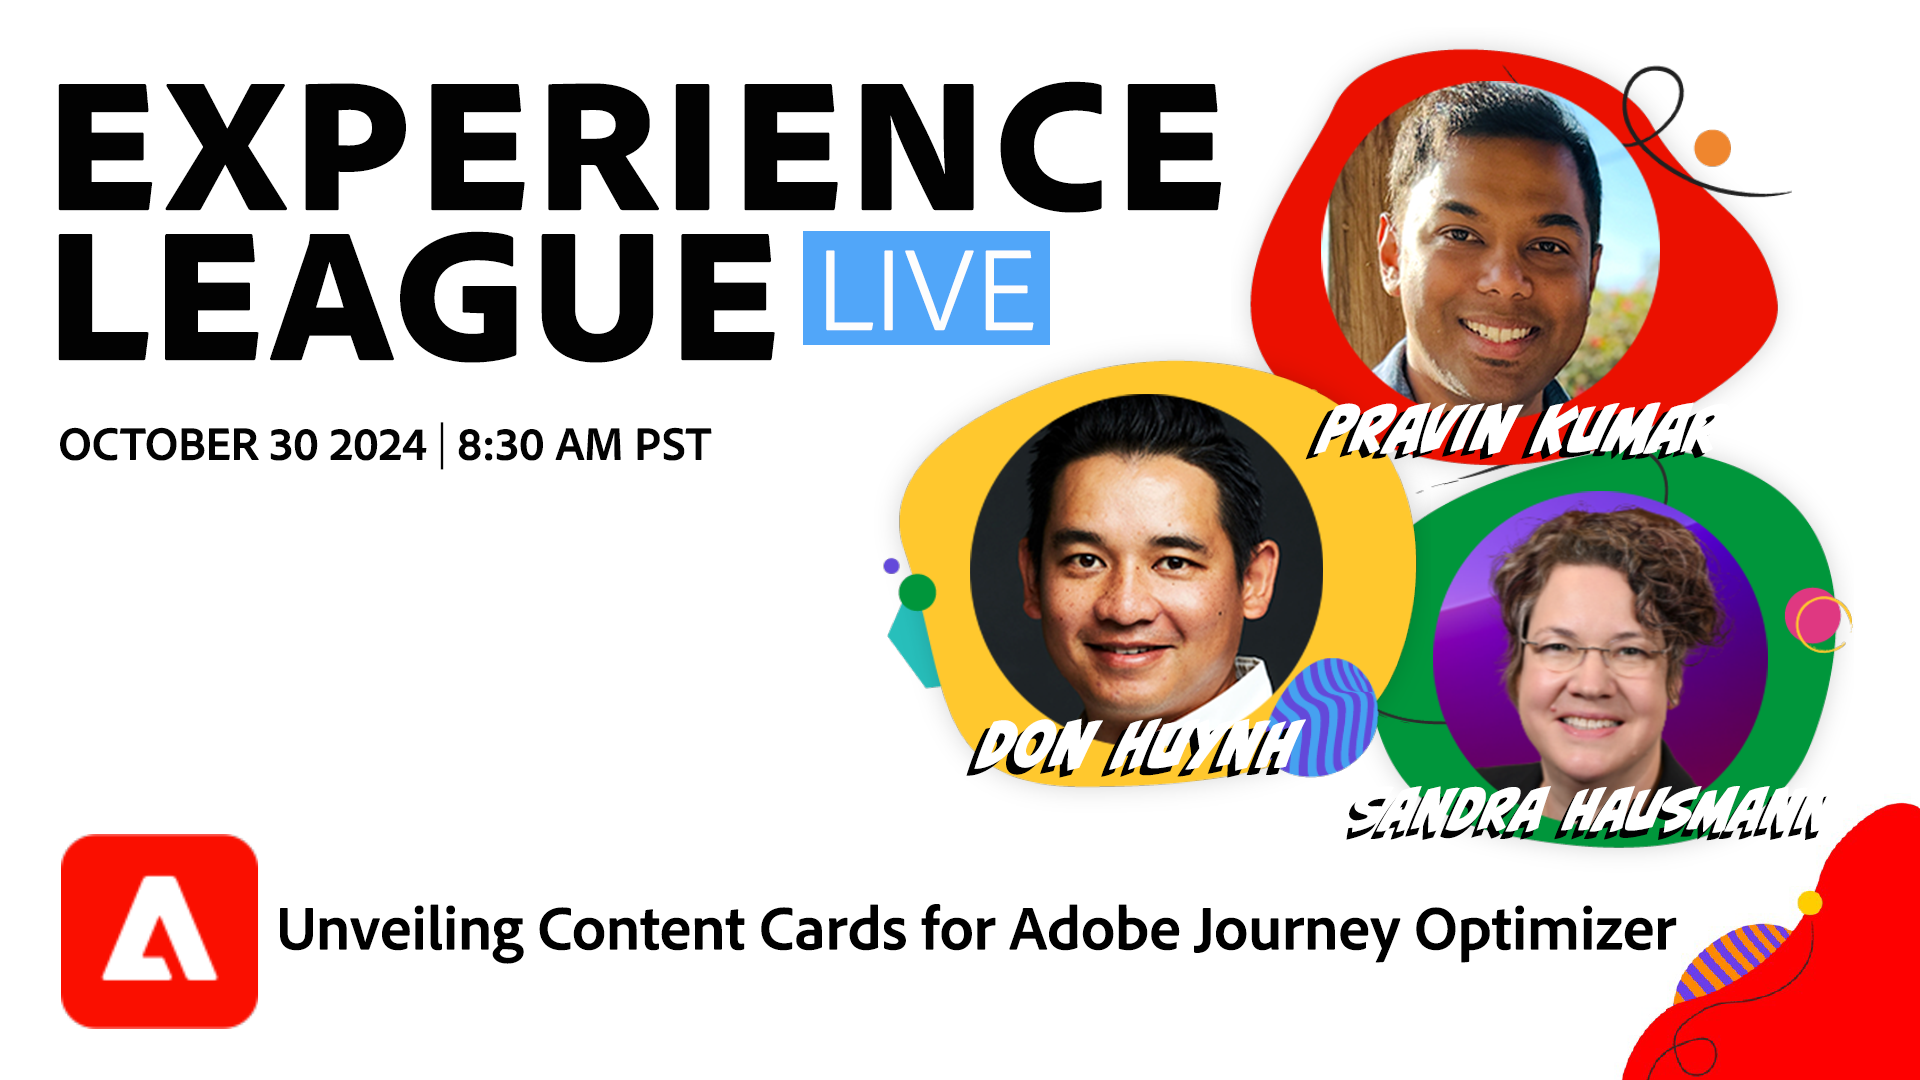 EXPERIENCE
LEAGUE LIVE
OCTOBER 30 2024 | 8:30 AM PST
PRAVIN KUMAR
DON HUYNH
SANDRA HAUSMANN
Unveiling Content Cards for Adobe Journey Optimizer